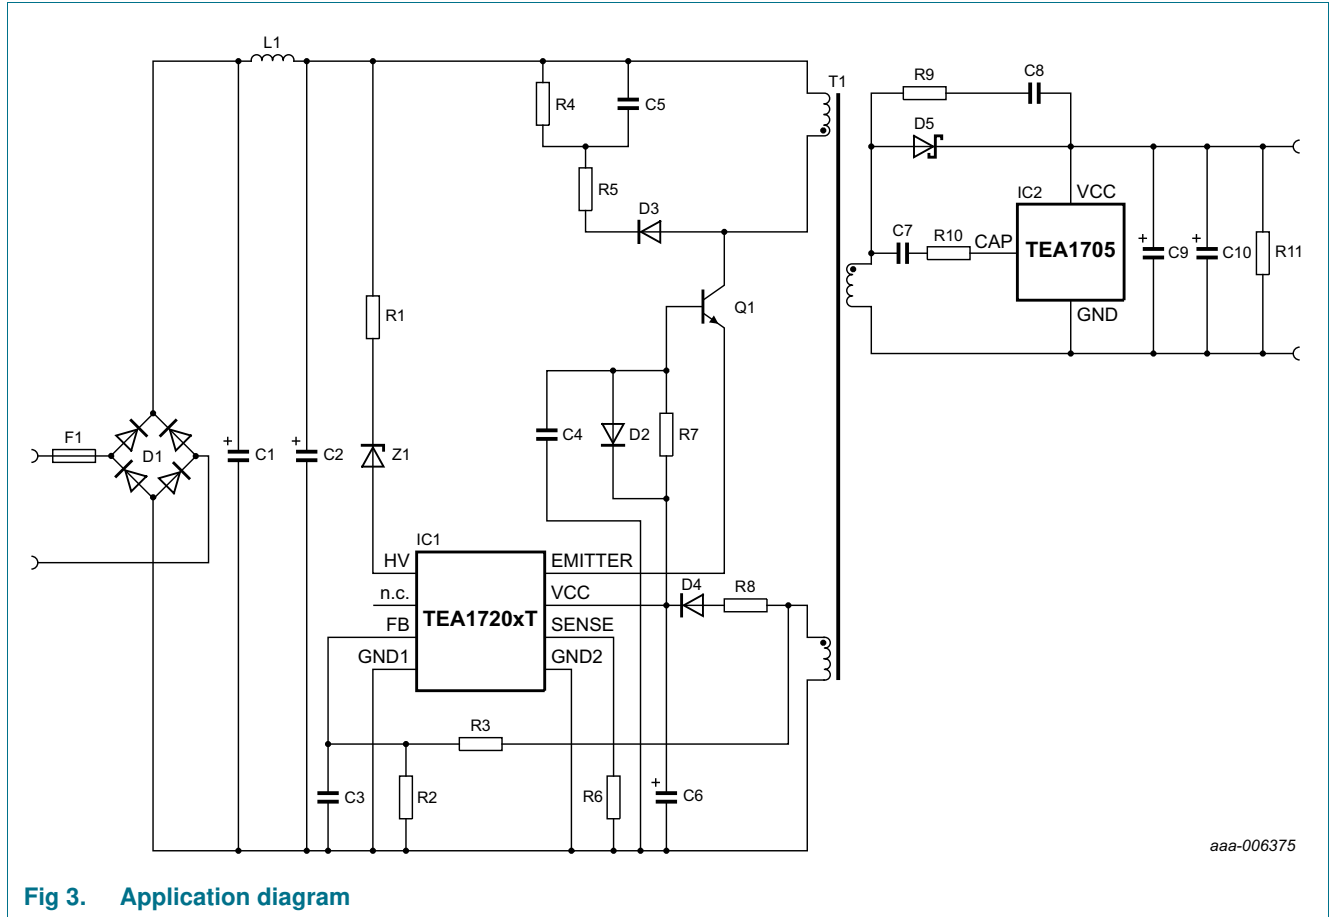 L1
T1
R9
C8
R4
C5
D5
R5
IC2
VCC
D3
C7
R10
CAP
TEA1705
C9
C10
R11
R1
Q1
GND
F1
D1
C1
C2
Z1
C4
D2
R7
IC1
HV
EMITTER
n.c.
VCC
D4
R8
TEA1720xT
FB
SENSE
GND1
GND2
R3
C3
R2
R6
C6
+
+
+
+
+
aaa-006375
Fig 3. Application diagram